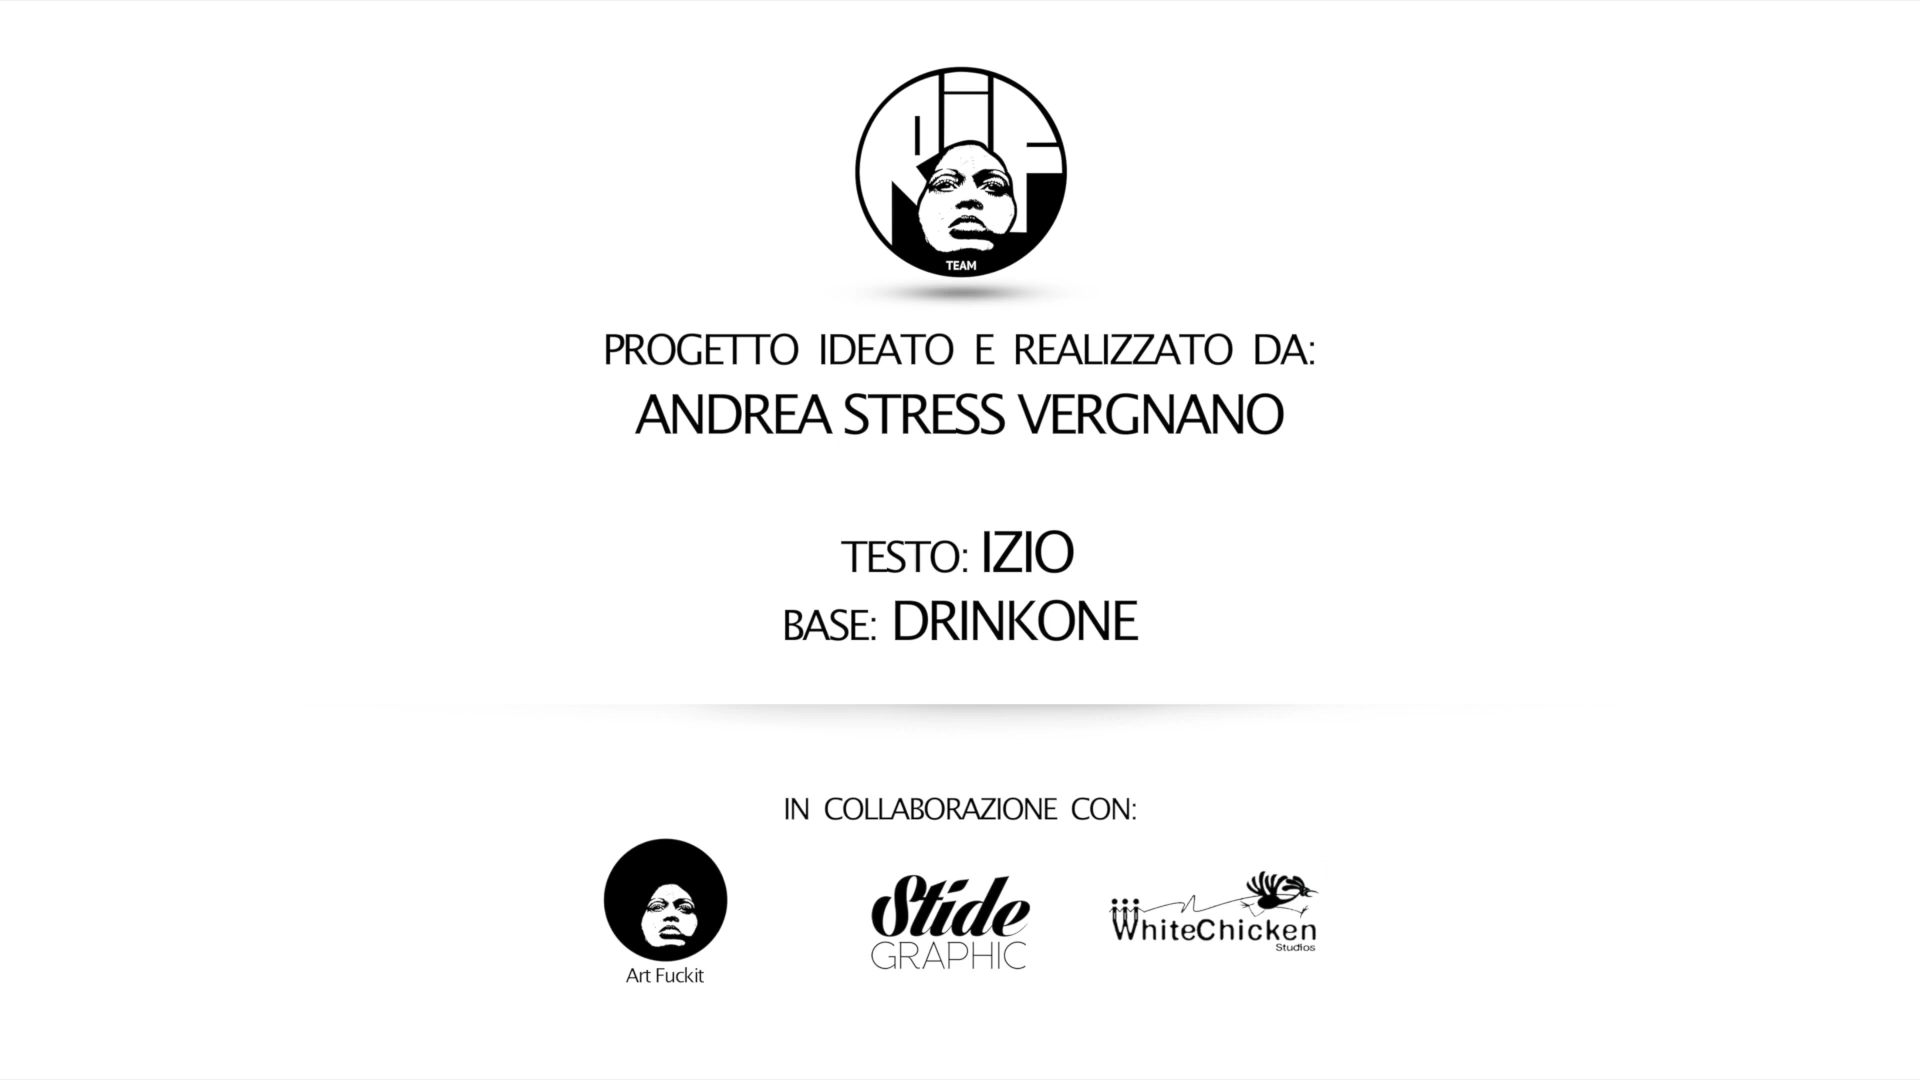 TEAM
PROGETTO IDEATO E REALIZZATO DA:
ANDREA STRESS VERGNANO
TESTO: IZIO
BASE: DRINKONE
IN COLLABORAZIONE CON:
Art Fuckit
Stide
GRAPHIC
WhiteChicken
Studios